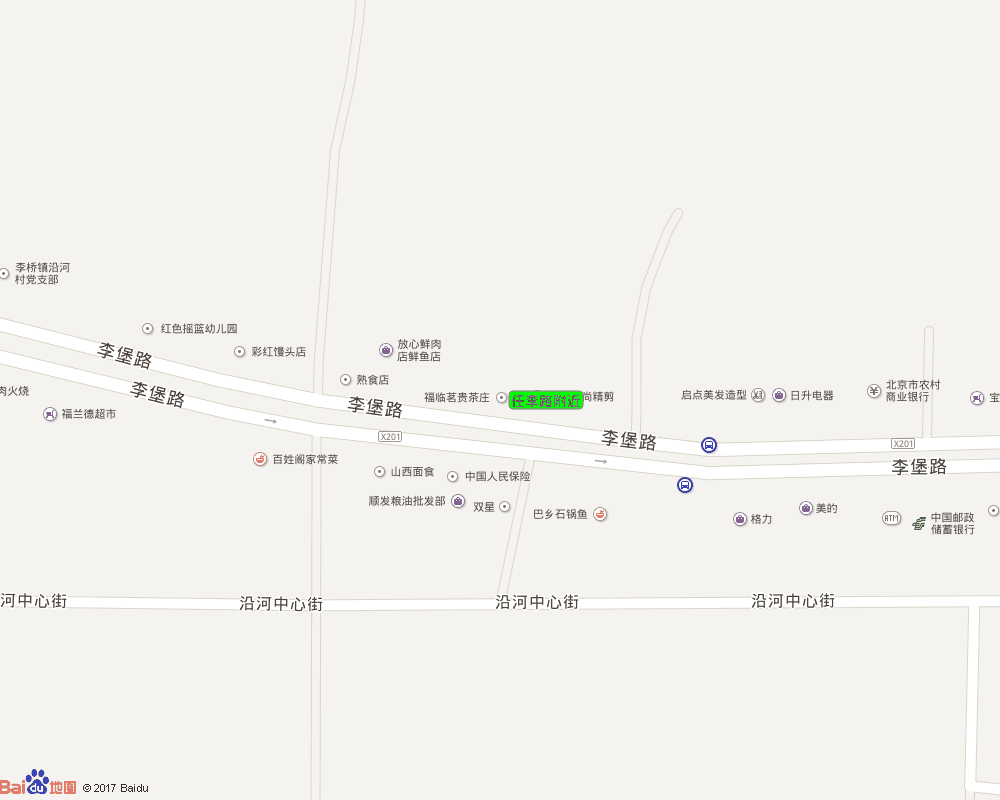 李桥镇沿河
村党支部
红色摇篮幼儿园
李堡路
彩红馒头店
放心鲜肉
店鲜鱼店
熟食店
肉火烧
李堡路
福兰德超市
李堡路
福临茗贵茶庄
任李路附近
尚精剪
启点美发造型
日升电器
北京市农村
商业银行
宝
X201
李堡路
X201
李堡路
百姓阁家常菜
山西面食
中国人民保险
顺发粮油批发部
双星
巴乡石锅鱼
格力
美的
ATM
中国邮政
储蓄银行
河中心街
沿河中心街
沿河中心街
沿河中心街
Bai du 地图
© 2017 Baidu